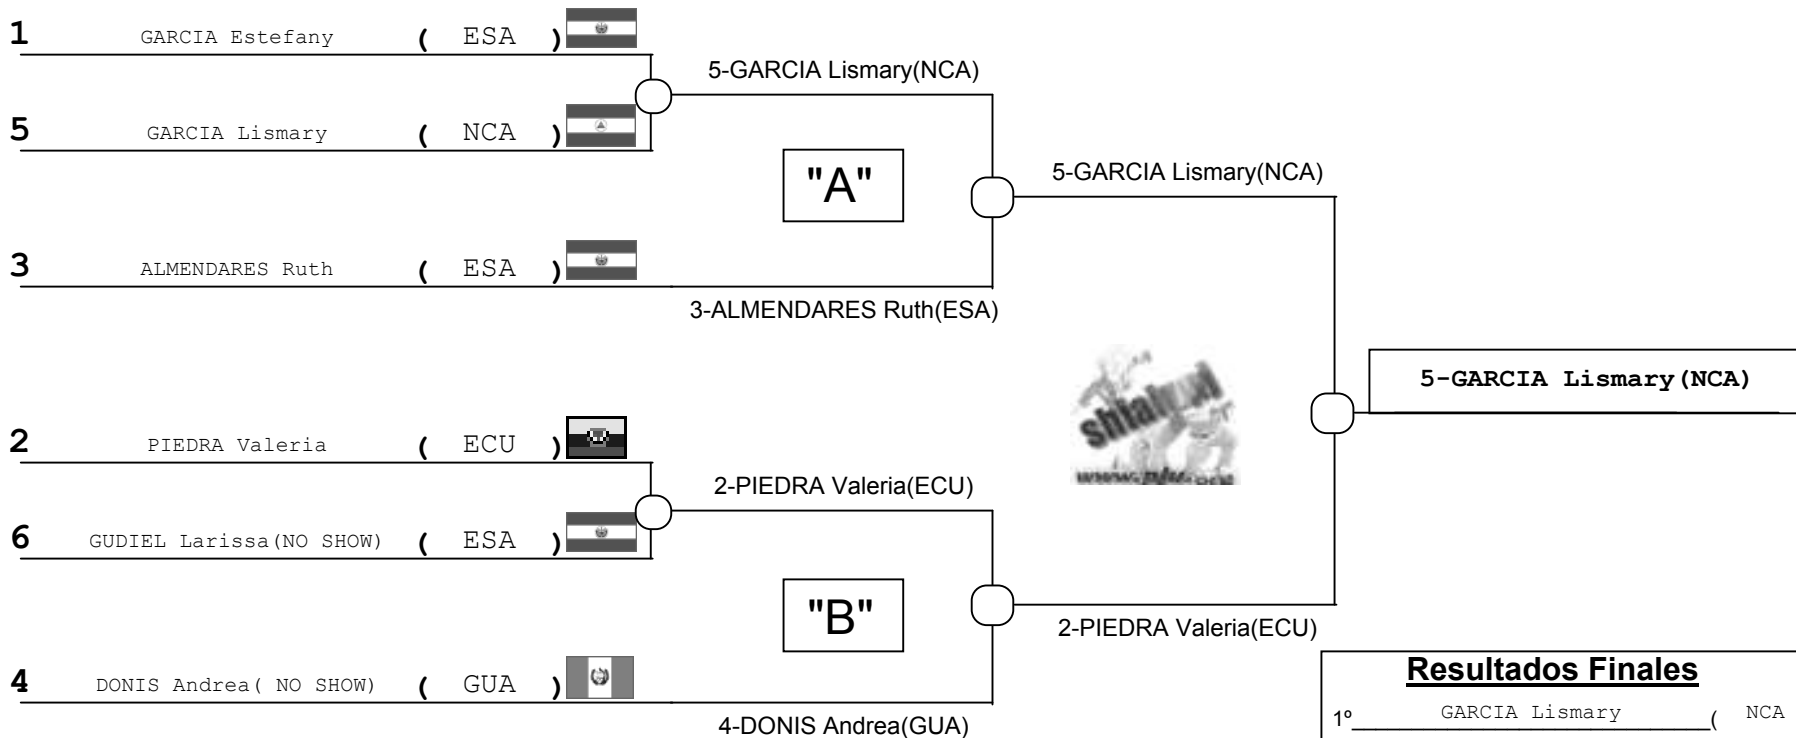 1 GARCIA Estefany ( ESA )
5-GARCIA Lismary(NCA)
5 GARCIA Lismary ( NCA )
"A"
5-GARCIA Lismary(NCA)
3 ALMENDARES Ruth ( ESA )
3-ALMENDARES Ruth(ESA)
5-GARCIA Lismary(NCA)
2 PIEDRA Valeria ( ECU )
2-PIEDRA Valeria(ECU)
6 GUDIEL Larissa(NO SHOW) ( ESA )
"B"
2-PIEDRA Valeria(ECU)
4 DONIS Andrea( NO SHOW) ( GUA )
4-DONIS Andrea(GUA)
Resultados Finales
1º GARCIA Lismary ( NCA